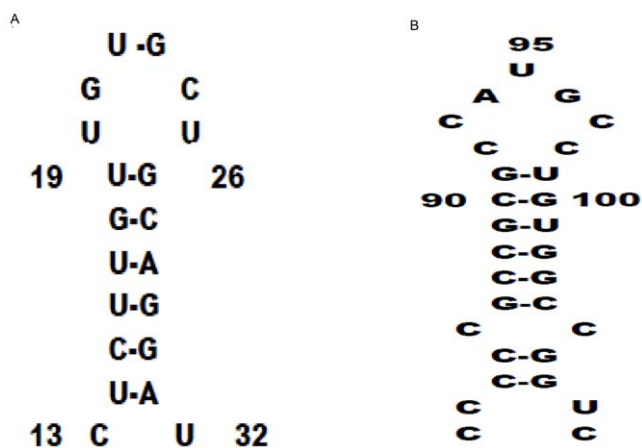 A
U-G
G C
U U
19 U-G 26
G-C
U-A
U-G
C-G
U-A
13 C U 32
B
95
U
A G
C C
C C
G-U
90 C-G 100
G-U
C-G
C-G
G-C
C C
C-G
C-G
C U
C C